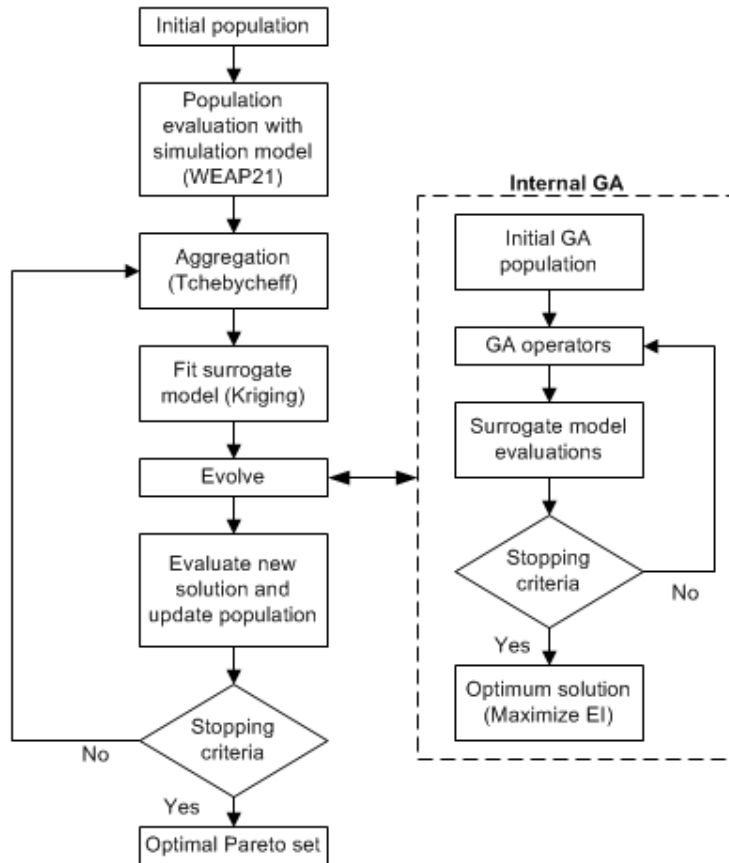 Initial population
Population
evaluation with
simulation model
(WEAP21)
Aggregation
(Tchebycheff)
Fit surrogate
model (Kriging)
Evolve
Evaluate new
solution and
update population
Stopping
criteria
No
Yes
Optimal Pareto set
Internal GA
Initial GA
population
GA operators
Surrogate model
evaluations
Stopping
criteria
No
Yes
Optimum solution
(Maximize EI)